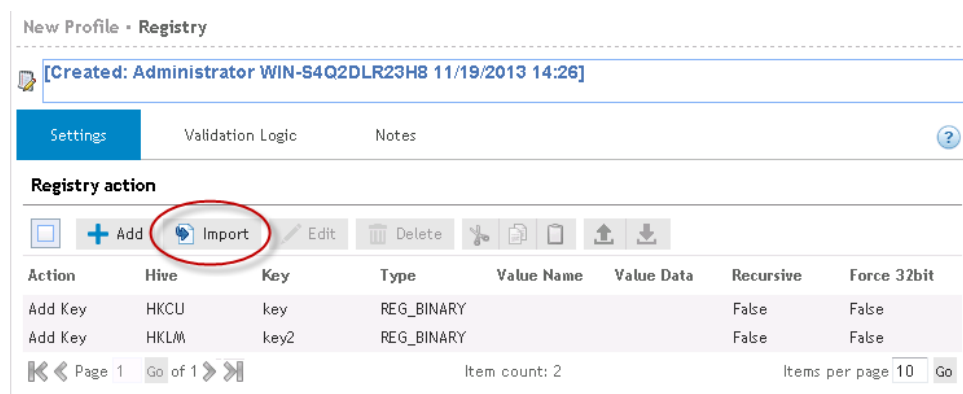 New Profile • Registry
[Created: Administrator WIN-S4Q2DLR23H8 11/19/2013 14:26]
Settings Validation Logic Notes ?
Registry action
Add Import Edit Delete
Action Hive Key Type Value Name Value Data Recursive Force 32bit
Add Key HKCU key REG_BINARY False False
Add Key HKLM key2 REG_BINARY False False
Page 1 Go of 1 Item count: 2 Items per page 10 Go